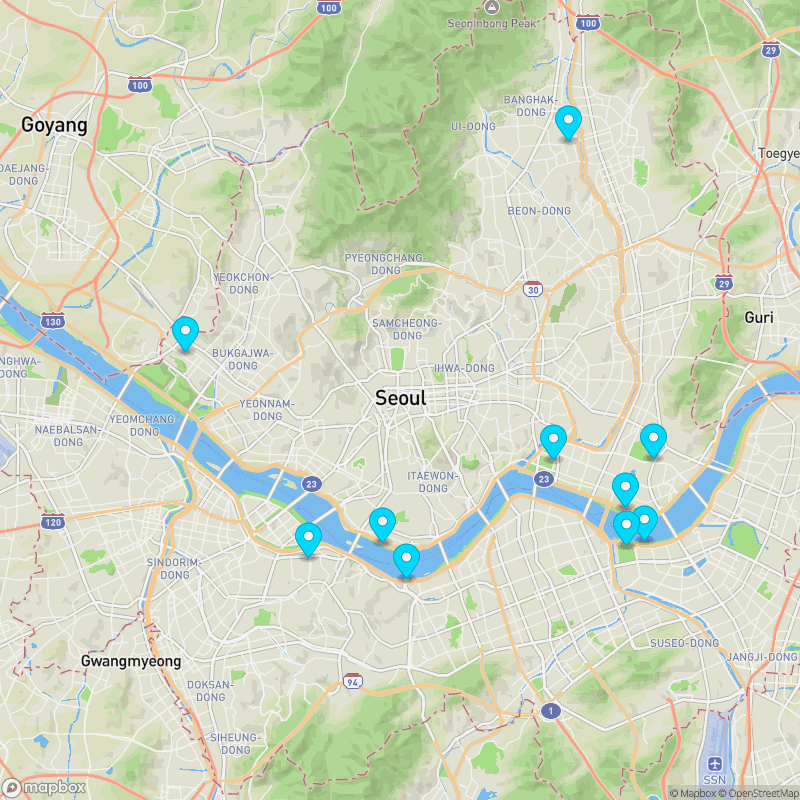 100
Seoninbong Peak
100
29
100
BANGHAK-
DONG
Goyang
UI-DONG
Toegye
DAEJANG-
DONG
BEON-DONG
PYEONGCHANG-
DONG
YEOKCHON-
DONG
29
30
Guri
130
SAMCHEONG-
DONG
BUKGAJWA-
DONG
IHWA-DONG
NGHWA-
DONG
Seoul
YEONNAM-
DONG
YEOMCHANG-
DONG
NAEBALSAN-
DONG
ITAEWON-
DONG
23
23
120
SINDORIM-
DONG
SUSEO-DONG
Gwangmyeong
JANGJI-DONG
94
DOKSAN-
DONG
1
SIHEUNG-
DONG
SSN
mapbox
© Mapbox © OpenStreetMap